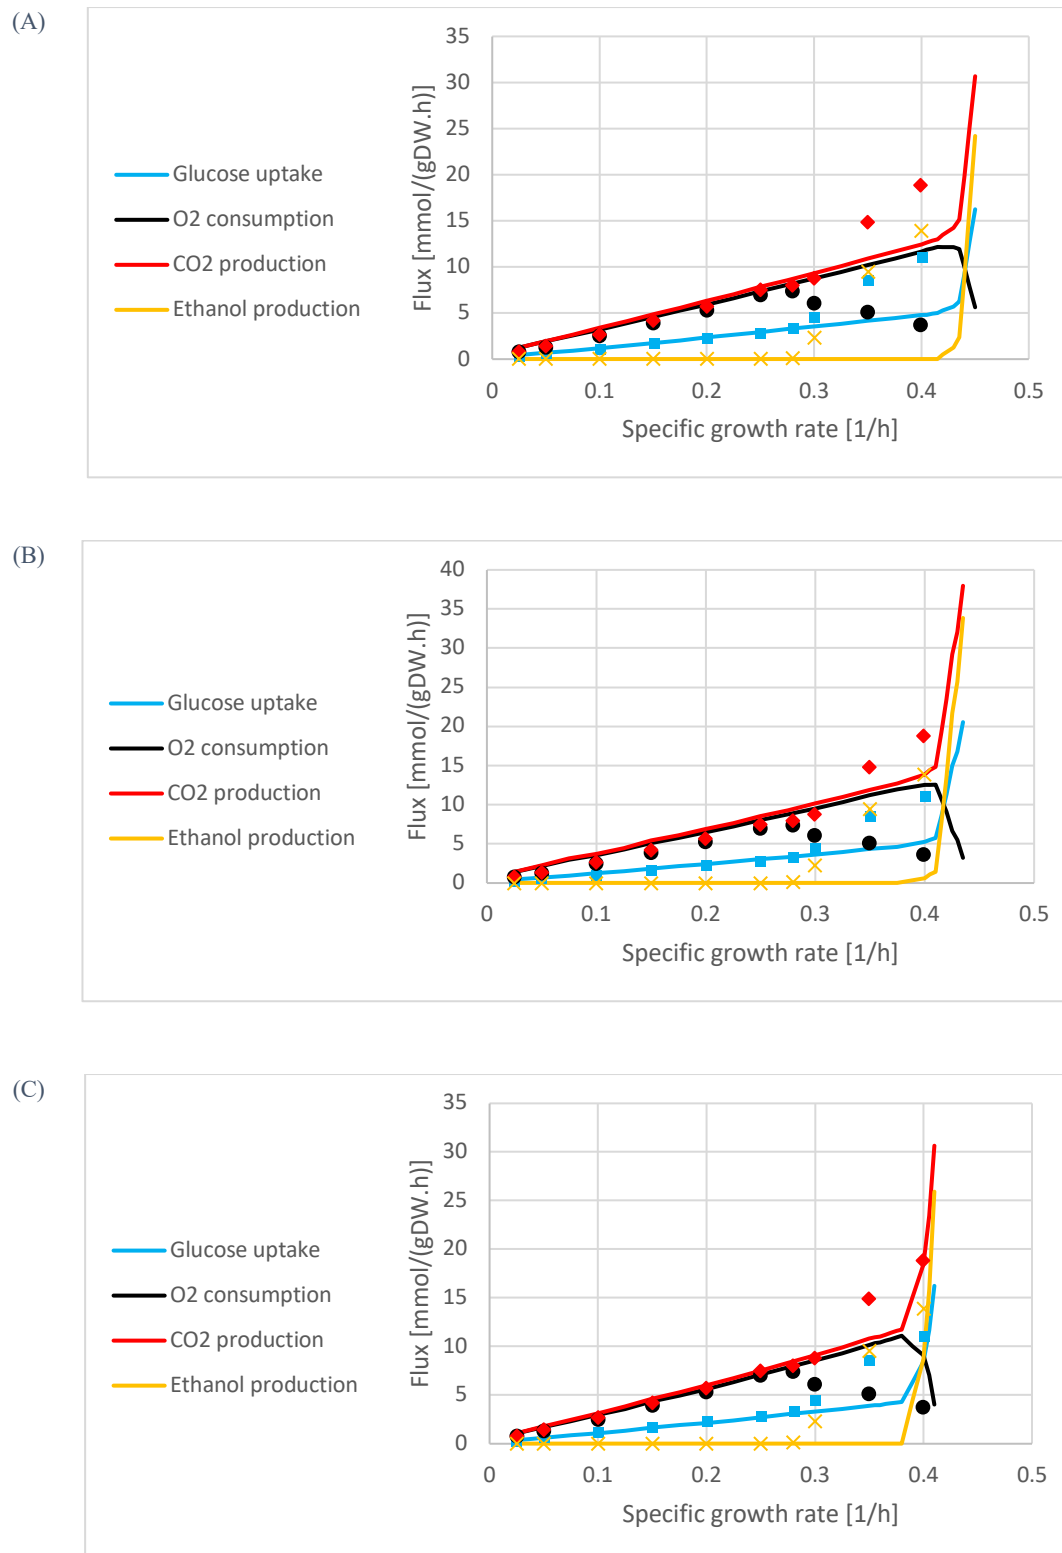 (A)
Flux [mmol/(gDW.h)]
35
30
25
20
15
10
5
0
0 0.1 0.2 0.3 0.4 0.5
Specific growth rate [1/h]
Glucose uptake
O2 consumption
CO2 production
Ethanol production
(B)
Flux [mmol/(gDW.h)]
40
35
30
25
20
15
10
5
0
0 0.1 0.2 0.3 0.4 0.5
Specific growth rate [1/h]
Glucose uptake
O2 consumption
CO2 production
Ethanol production
(C)
Flux [mmol/(gDW.h)]
35
30
25
20
15
10
5
0
0 0.1 0.2 0.3 0.4 0.5
Specific growth rate [1/h]
Glucose uptake
O2 consumption
CO2 production
Ethanol production